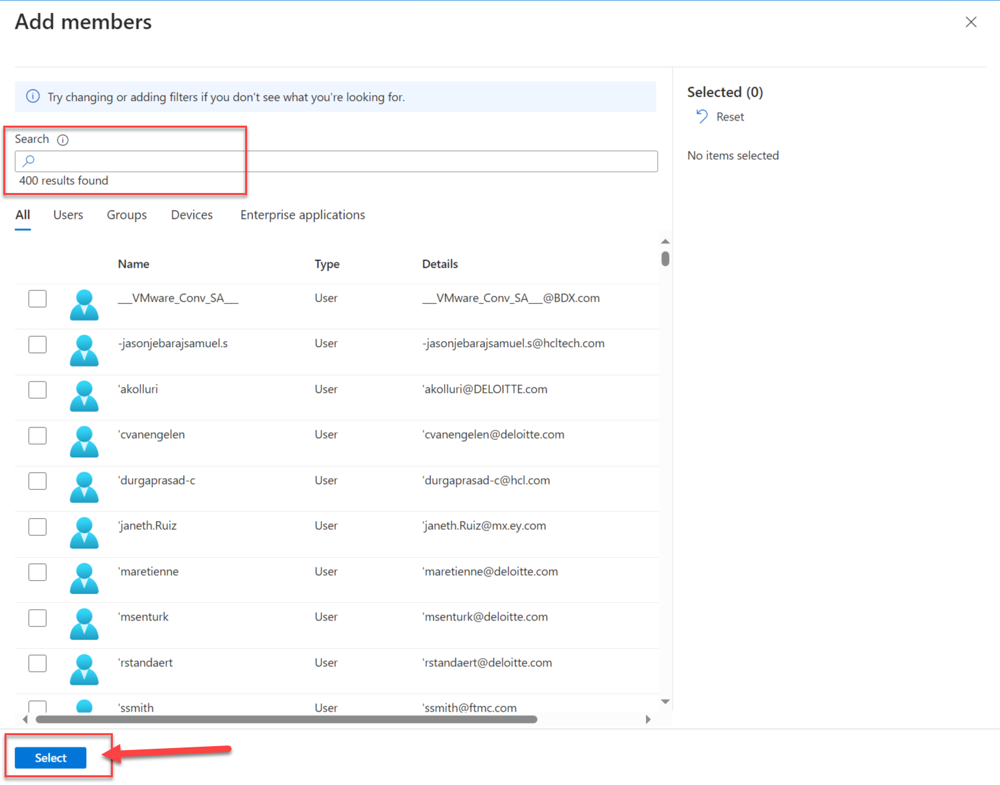 Add members
Try changing or adding filters if you don't see what you're looking for.
Search
400 results found
All Users Groups Devices Enterprise applications
Name Type Details
___VMware_Conv_SA___ User ___VMware_Conv_SA___@BDX.com
-jasonjebarajsamuel.s User -jasonjebarajsamuel.s@hcltech.com
'akolluri User 'akolluri@DELOITTE.com
'cvanengelen User 'cvanengelen@deloitte.com
'durgaprasad-c User 'durgaprasad-c@hcl.com
'janeth.Ruiz User 'janeth.Ruiz@mx.ey.com
'maretienne User 'maretienne@deloitte.com
'msenturk User 'msenturk@deloitte.com
'rstandaert User 'rstandaert@deloitte.com
'ssmith User 'ssmith@ftmc.com
Select
Selected (0)
Reset
No items selected